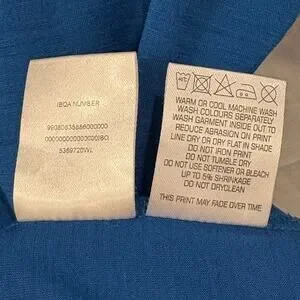 IBQA NUMBER
5369720WL
WARM OR COOL MACHINE WASH
WASH COLOURS SEPARATELY
WASH GARMENT INSIDE OUT TO
REDUCE ABRASION ON PRINT
LINE DRY OR DRY FLAT IN SHADE
DO NOT IRON PRINT
DO NOT TUMBLE DRY
DO NOT USE SOFTENER OR BLEACH
UP TO 5% SHRINKAGE
DO NOT DRYCLEAN
THIS PRINT MAY FADE OVER TIME